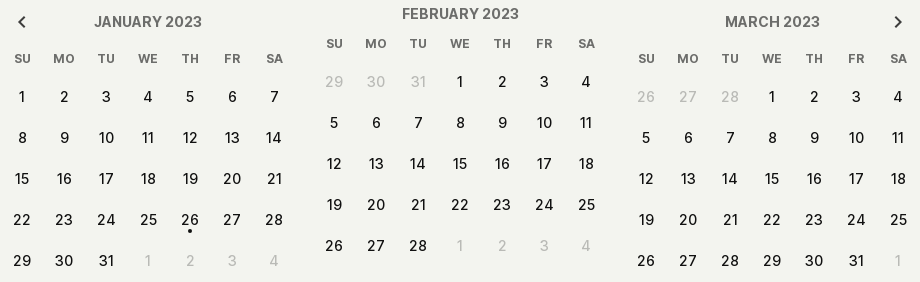 JANUARY 2023
SU MO TU WE TH FR SA
1 2 3 4 5 6 7
8 9 10 11 12 13 14
15 16 17 18 19 20 21
22 23 24 25 26 27 28
29 30 31 1 2 3 4
FEBRUARY 2023
SU MO TU WE TH FR SA
29 30 31 1 2 3 4
5 6 7 8 9 10 11
12 13 14 15 16 17 18
19 20 21 22 23 24 25
26 27 28 1 2 3 4
MARCH 2023
SU MO TU WE TH FR SA
26 27 28 1 2 3 4
5 6 7 8 9 10 11
12 13 14 15 16 17 18
19 20 21 22 23 24 25
26 27 28 29 30 31 1